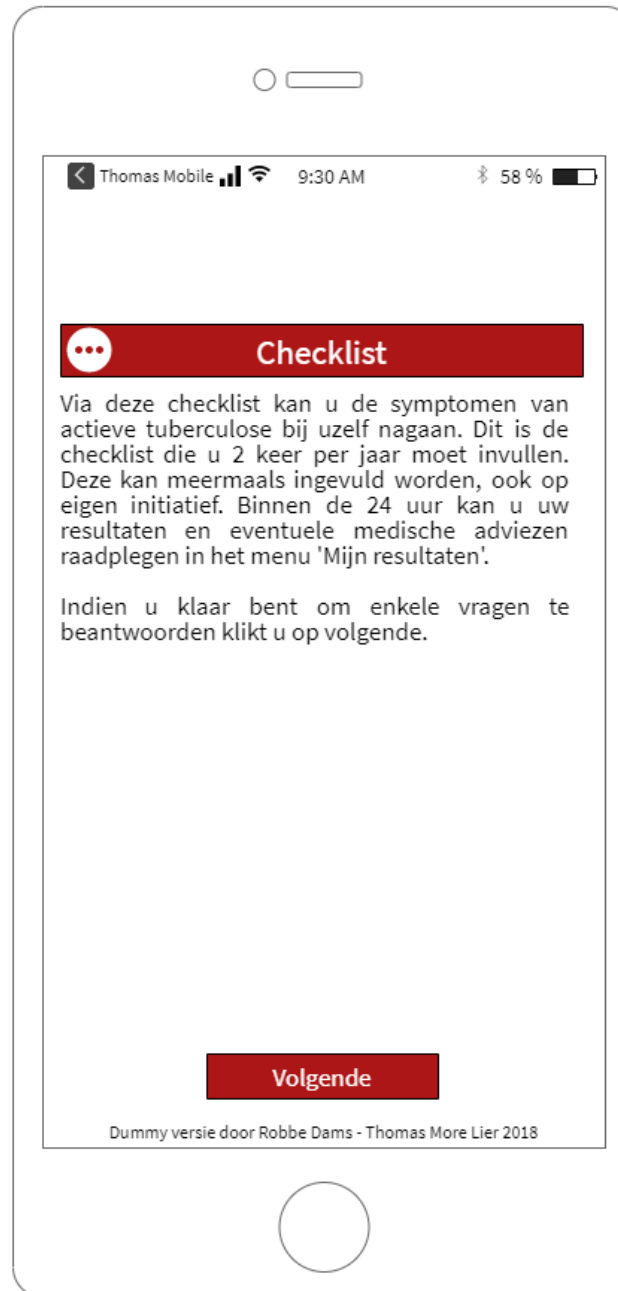 Thomas Mobile 9:30 AM 58 %
Checklist
Via deze checklist kan u de symptomen van
actieve tuberculose bij uzelf nagaan. Dit is de
checklist die u 2 keer per jaar moet invullen.
Deze kan meermaals ingevuld worden, ook op
eigen initiatief. Binnen de 24 uur kan u uw
resultaten en eventuele medische adviezen
raadplegen in het menu 'Mijn resultaten'.
Indien u klaar bent om enkele vragen te
beantwoorden klikt u op volgende.
Volgende
Dummy versie door Robbe Dams - Thomas More Lier 2018